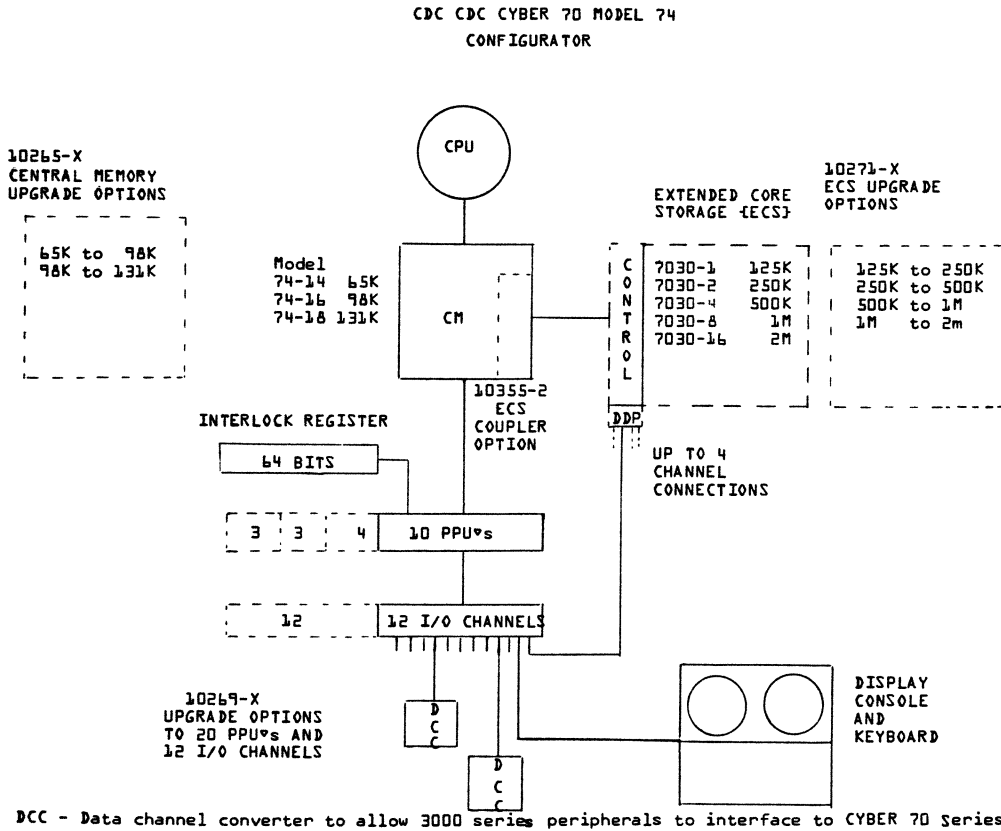 CDC CDC CYBER 70 MODEL 74
CONFIGURATOR
CPU
10265-X
CENTRAL MEMORY
UPGRADE OPTIONS
65K to 98K
98K to 131K
Model
74-14 65K
74-16 98K
74-18 131K
CM
10355-2
ECS
COUPLER
OPTION
CONTROL
EXTENDED CORE
STORAGE {ECS}
7030-1 125K
7030-2 250K
7030-4 500K
7030-8 1M
7030-16 2M
10271-X
ECS UPGRADE
OPTIONS
125K to 250K
250K to 500K
500K to 1M
1M to 2m
DDP
UP TO 4
CHANNEL
CONNECTIONS
INTERLOCK REGISTER
64 BITS
3 3 4 10 PPU▿s
12 12 I/O CHANNELS
10269-X
UPGRADE OPTIONS
TO 20 PPU▿s AND
12 I/O CHANNELS
DCC
DCC
DISPLAY
CONSOLE
AND
KEYBOARD
DCC - Data channel converter to allow 3000 series peripherals to interface to CYBER 70 Series